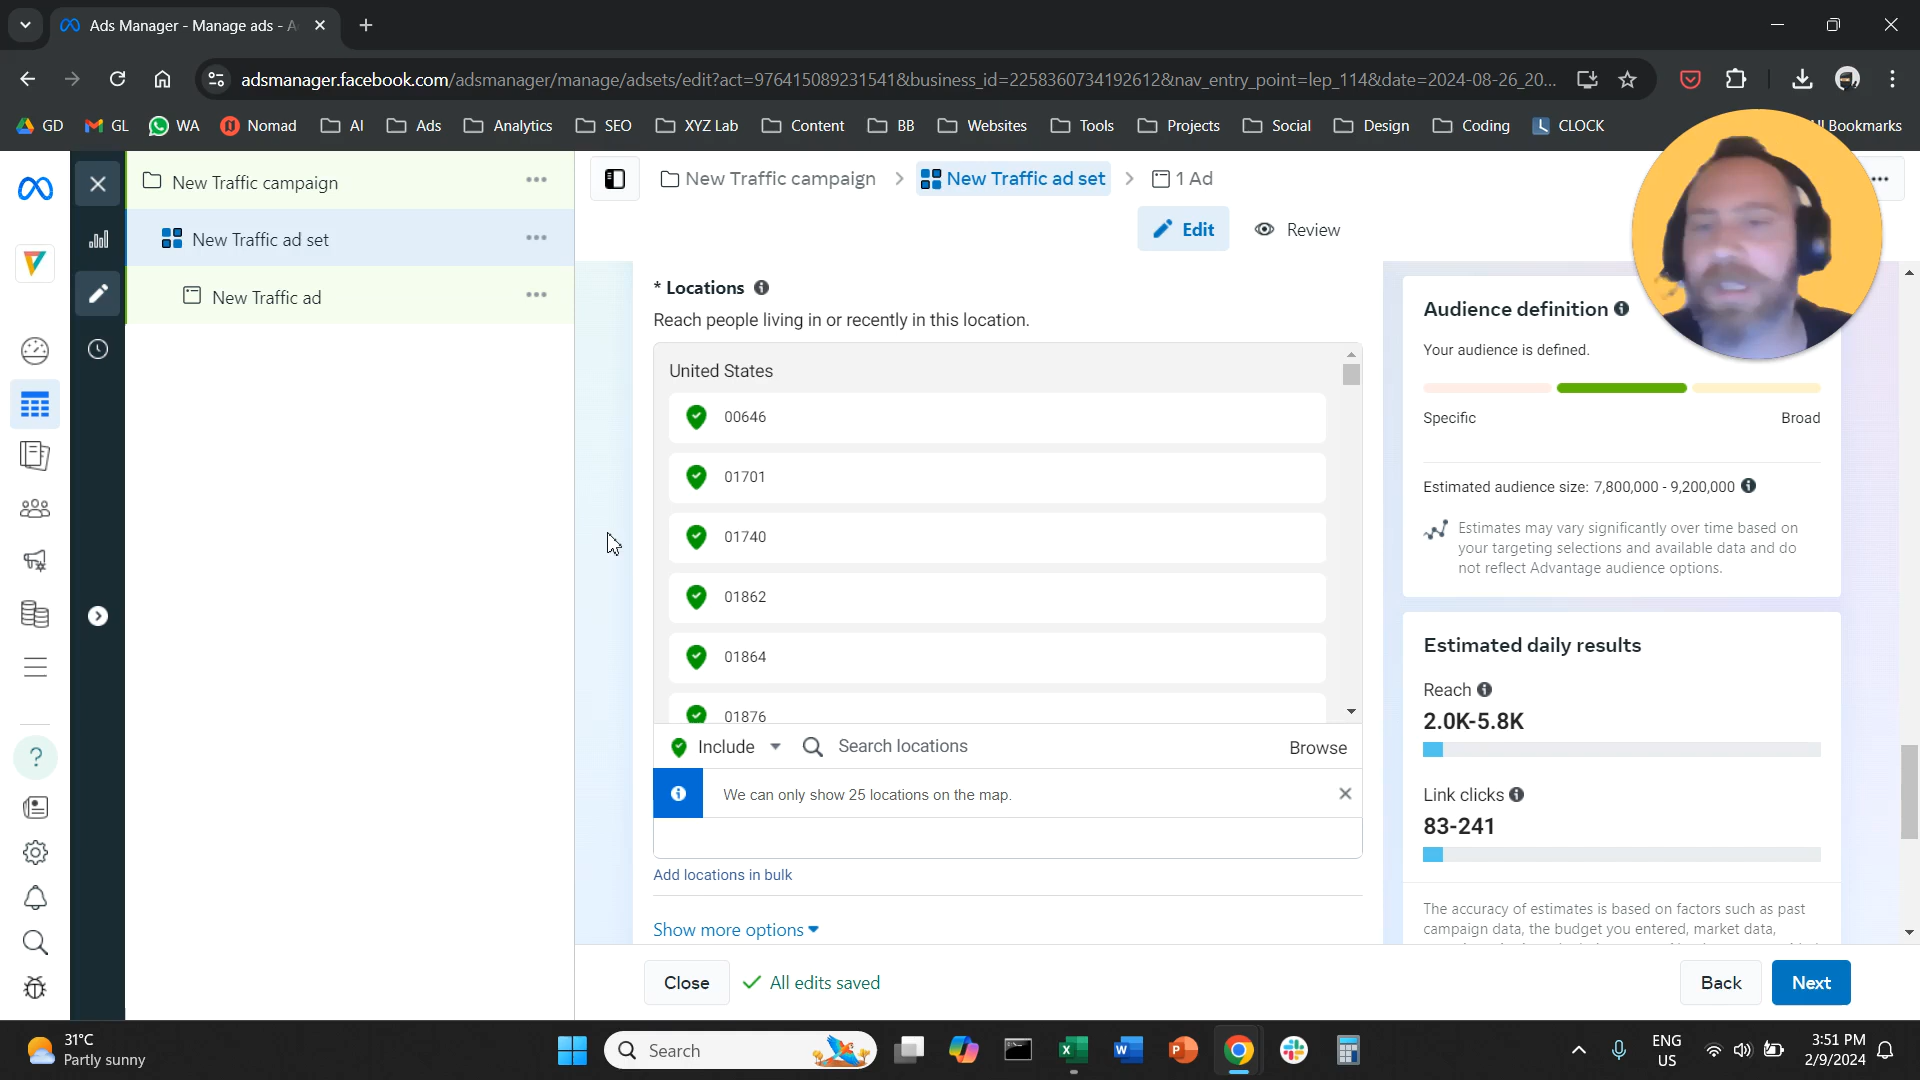 Ads Manager - Manage ads - A
adsmanager.facebook.com/adsmanager/manage/adsets/edit?act=976415089231541&business_id=2258360734192612&nav_entry_point=lep_114&date=2024-08-26_20...
GD GL WA Nomad AI Ads Analytics SEO XYZ Lab Content BB Websites Tools Projects Social Design Coding CLOCK Bookmarks
New Traffic campaign
New Traffic ad set
New Traffic ad
New Traffic campaign > New Traffic ad set > 1 Ad
Edit Review
* Locations
Reach people living in or recently in this location.
United States
00646
01701
01740
01862
01864
01876
Include Search locations Browse
We can only show 25 locations on the map.
Add locations in bulk
Show more options
Audience definition
Your audience is defined.
Specific Broad
Estimated audience size: 7,800,000 - 9,200,000
Estimates may vary significantly over time based on
your targeting selections and available data and do
not reflect Advantage audience options.
Estimated daily results
Reach
2.0K-5.8K
Link clicks
83-241
The accuracy of estimates is based on factors such as past
campaign data, the budget you entered, market data,
Close All edits saved Back Next
31°C
Partly sunny
Search
ENG
US
3:51 PM
2/9/2024